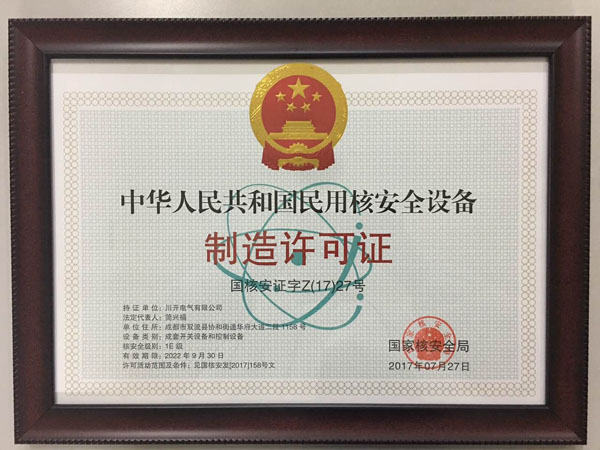 中华人民共和国民用核安全设备
制造许可证
国核安证字Z(17)27号
持证单位：川开电气有限公司
法定代表人：简兴福
单位住所：成都市双流县协和街道华府大道二段1158号
设备类别：成套开关设备和控制设备
核安全级别：1E级
有效期限：2022年9月30日
许可活动范围及条件：见国核安发[2017]158号文
国家核安全局
2017年07月27日